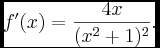 f'(x) = \frac{4x}{(x^2+1)^2}.